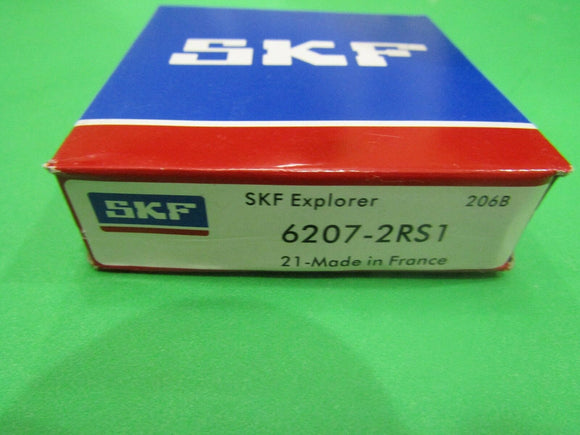 SKF
SKF
SKF Explorer 206B
6207-2RS1
21-Made in France